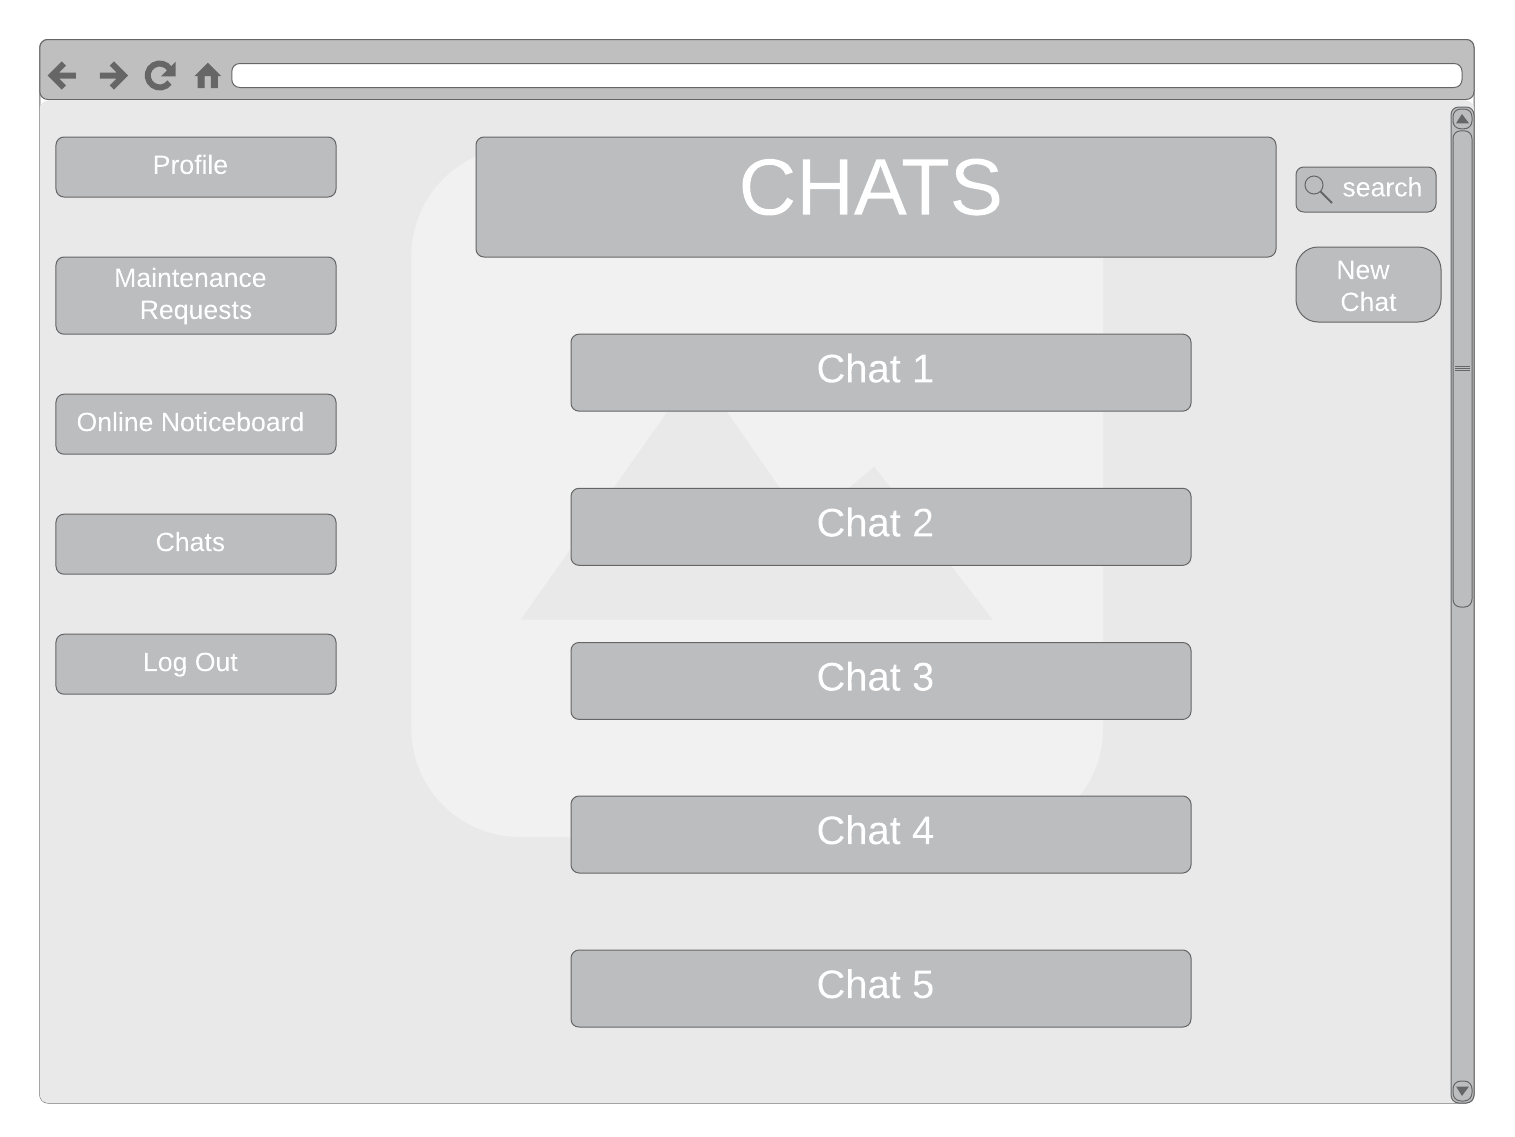 Profile
Maintenance
Requests
Online Noticeboard
Chats
Log Out
CHATS
Chat 1
Chat 2
Chat 3
Chat 4
Chat 5
search
New
Chat